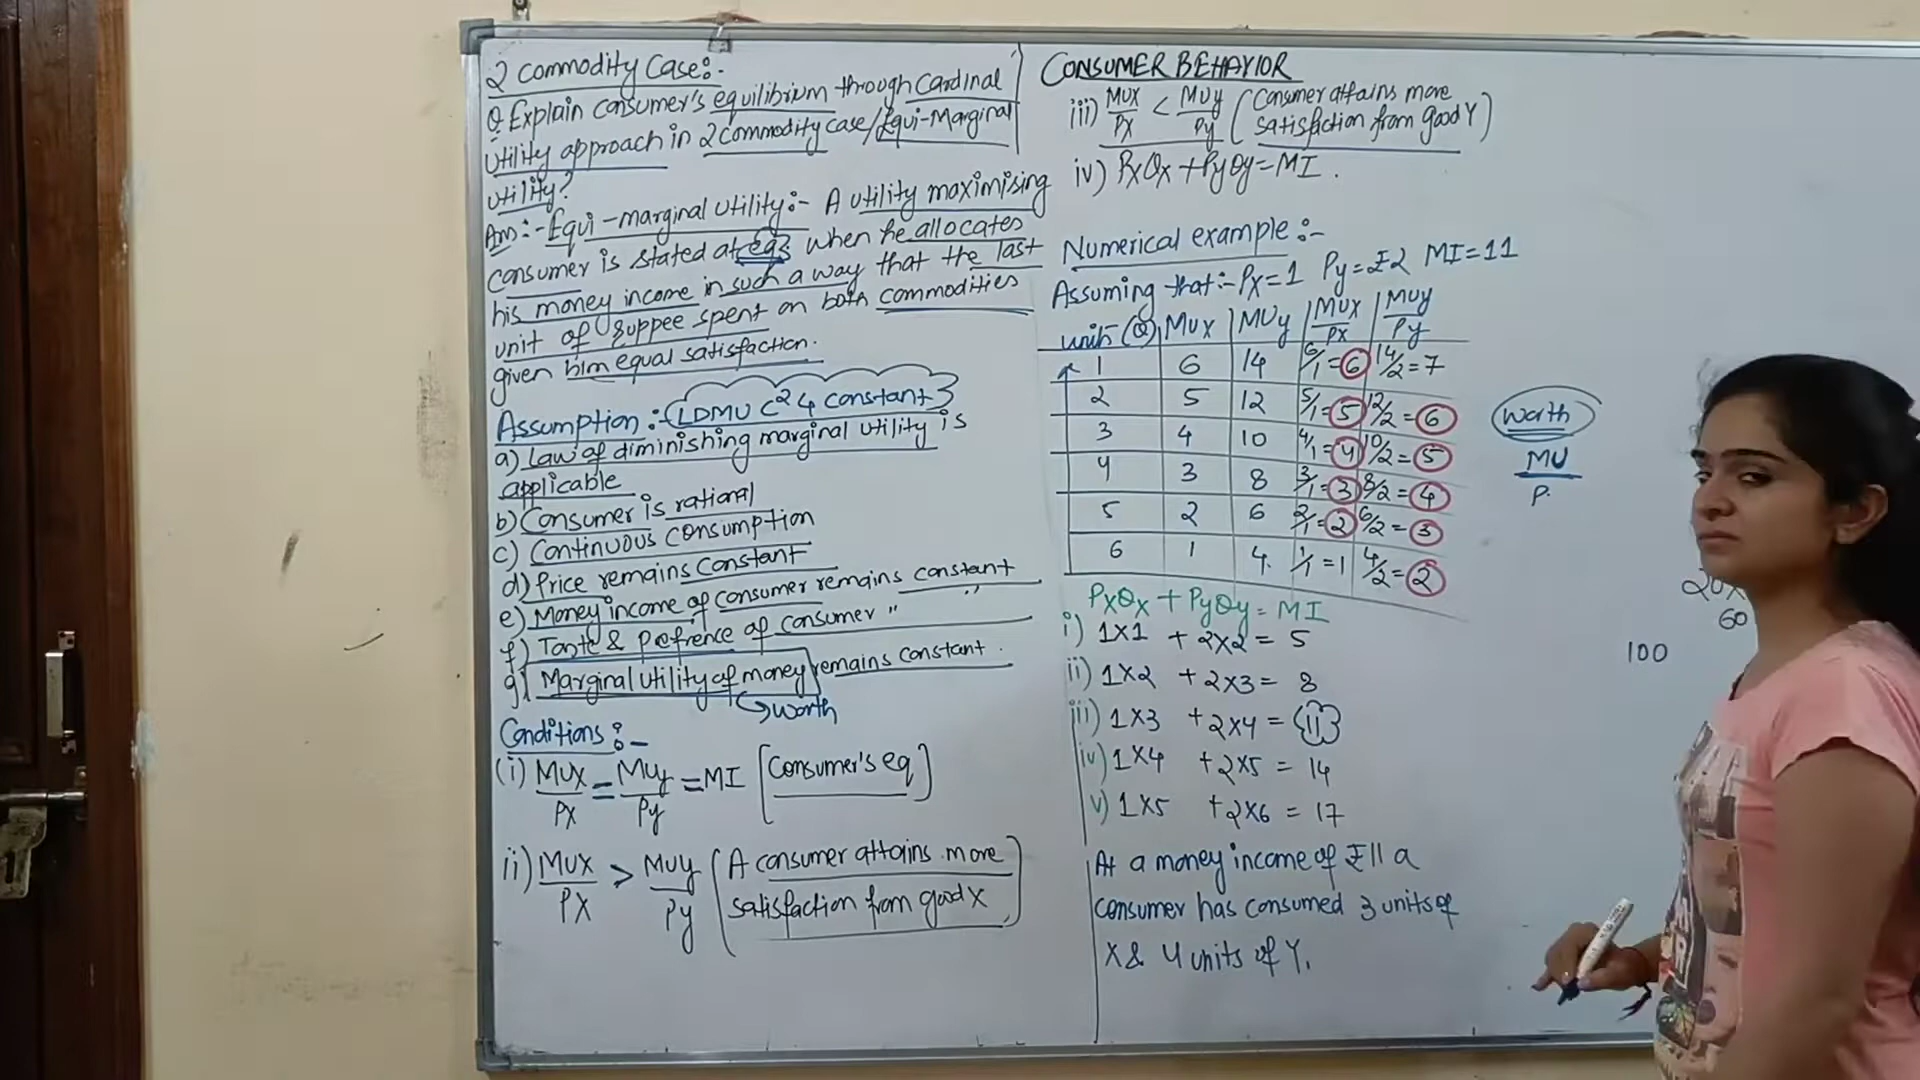 2 Commodity Case:-
Q. Explain consumer's equilibrium through Cardinal
Utility approach in 2 commodity case/Equi-Marginal
utility?
Ans:- Equi-marginal utility:- A utility maximising
consumer is stated at eq; when he allocates
his money income in such a way that the last
unit of ruppee spent on both commodities
given him equal satisfaction.
Assumption:- LDMU C² 4 constant
a) Law of diminishing marginal utility is
applicable
b) Consumer is rational
c) Continuous Consumption
d) Price remains Constant
e) Money income of consumer remains constant
f) Taste & Prefrence of consumer " "
g) Marginal Utility of money remains constant.
worth
Conditions:-
(i) MUX/PX = MUy/Py = MI [Consumer's eq]
ii) MUX/PX > MUY/Py (A consumer attains more
satisfaction from good X)
CONSUMER BEHAVIOR
iii) MUX/PX < MUy/Py (Consumer attains more
satisfaction from good Y)
iv) PxQx + PyQy = MI.
Numerical example:-
Assuming that:- Px=1 Py=₹2 MI=11
units (Q) MUX MUy MUX/PX MUY/Py
1 6 14 6/1=6 14/2=7
2 5 12 5/1=5 12/2=6
3 4 10 4/1=4 10/2=5
4 3 8 3/1=3 8/2=4
5 2 6 2/1=2 6/2=3
6 1 4. 1/1=1 4/2=2
PxQx + PyQy = MI
i) 1X1 + 2X2 = 5
ii) 1X2 + 2X3 = 8
iii) 1X3 + 2X4 = 11
iv) 1X4 + 2X5 = 14
v) 1X5 + 2X6 = 17
At a money income of ₹11 a
consumer has consumed 3 units of
X & 4 units of Y.
Worth
MU
P.
60
100